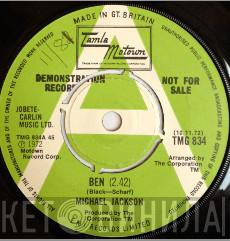 MADE IN GT. BRITAIN
Tamla
Motown
DEMONSTRATION
RECORD
NOT FOR
SALE
JOBETE-
CARLIN
MUSIC LTD.
TMG 834A 45
℗ 1972
Motown
Record Corp.
(10.11.72)
TMG 834
Arranged by
The Corporation ™
BEN (2.42)
(Black—Scharf)
MICHAEL JACKSON
Produced by
The Corporation ™
RECORDS LIMITED